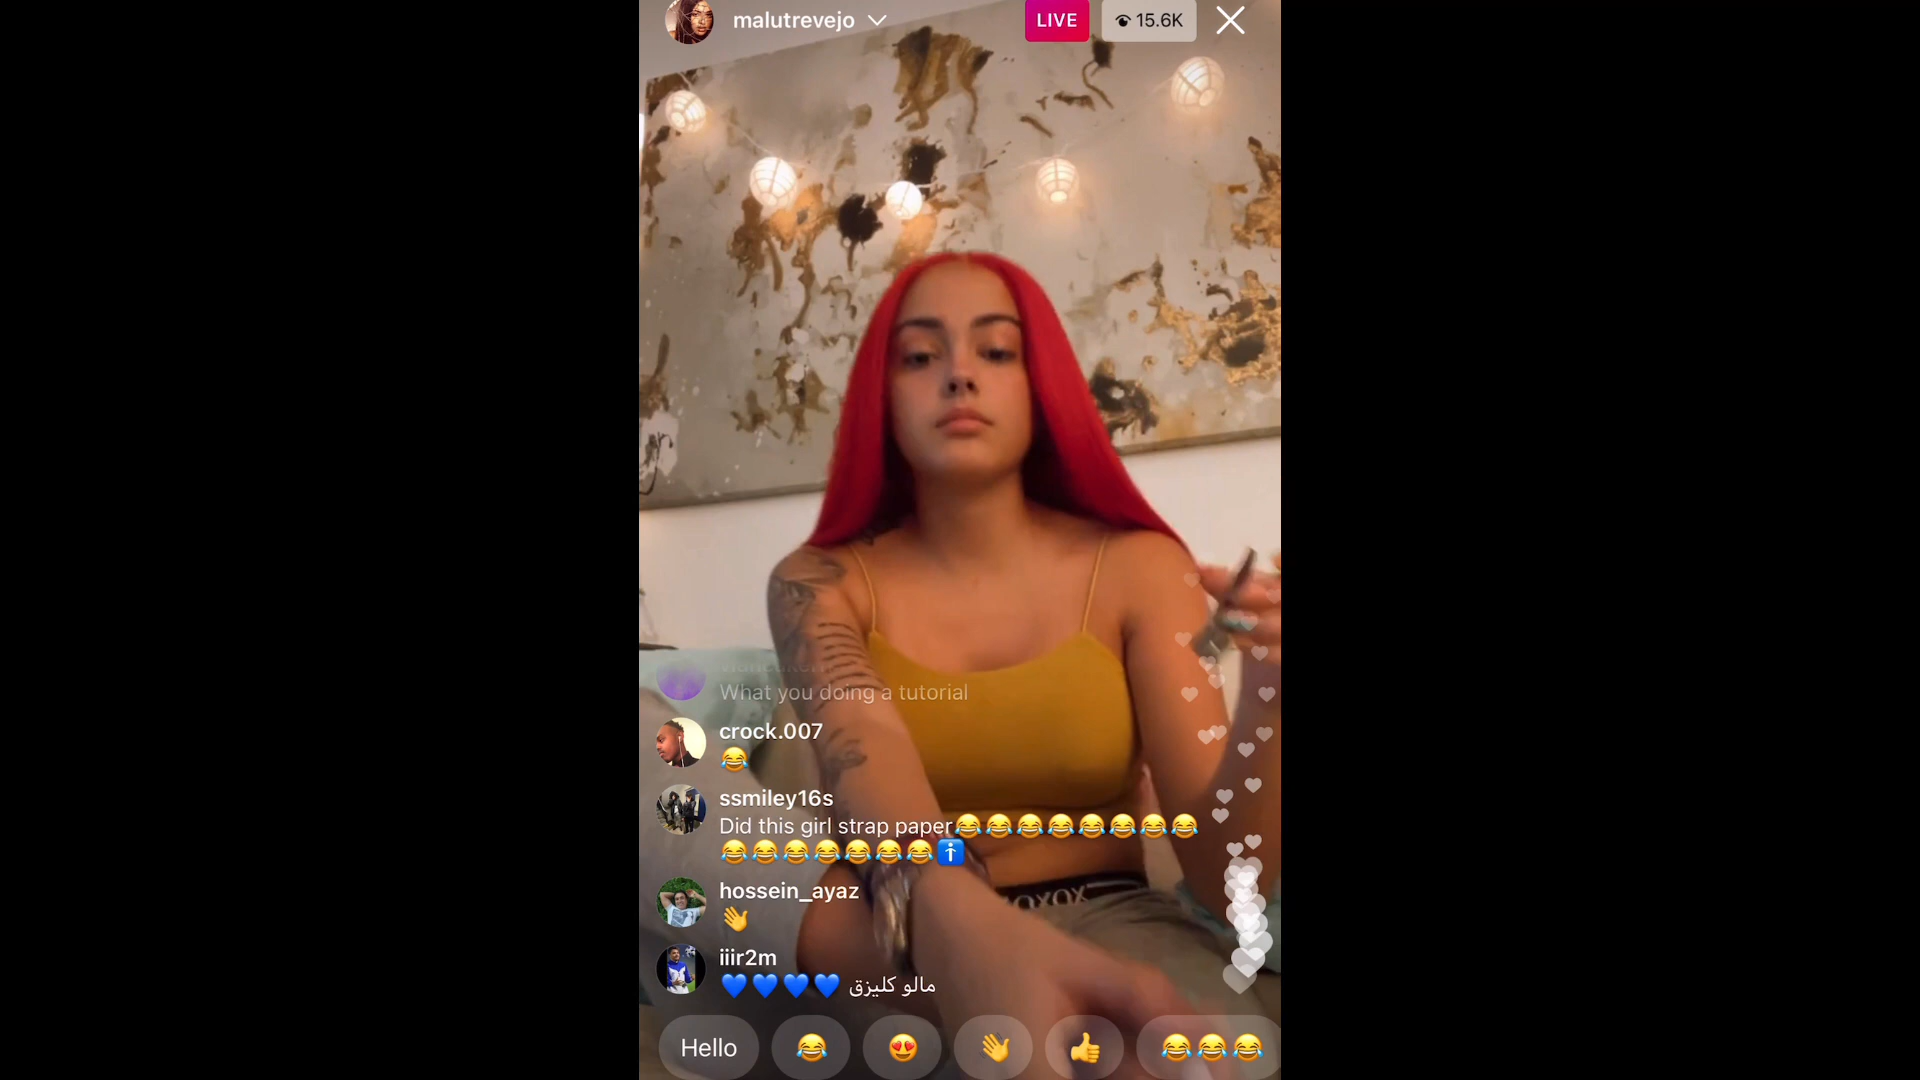 malutrevejo
LIVE
15.6K
What you doing a tutorial
crock.007
😂
ssmiley16s
Did this girl strap paper😂😂😂😂😂😂😂😂
😂😂😂😂😂😂😂🚹
hossein_ayaz
👋
iiir2m
💙💙💙💙 مالو كليزق
XOXO
Hello
😂
😍
👋
👍
😂😂😂